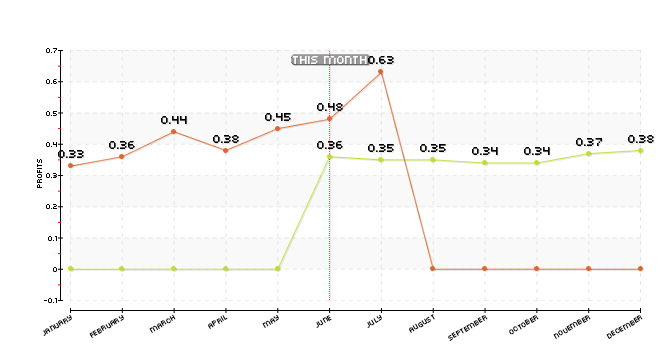 0.7
THIS MONTH
0.63
0.6
0.5
0.48
0.45
0.44
0.4
0.38
0.36
0.33
0.36
0.35
0.35
0.34
0.34
0.37
0.38
0.3
0.2
0.1
0
-0.1
PROFITS
JANUARY
FEBRUARY
MARCH
APRIL
MAY
JUNE
JULY
AUGUST
SEPTEMBER
OCTOBER
NOVEMBER
DECEMBER